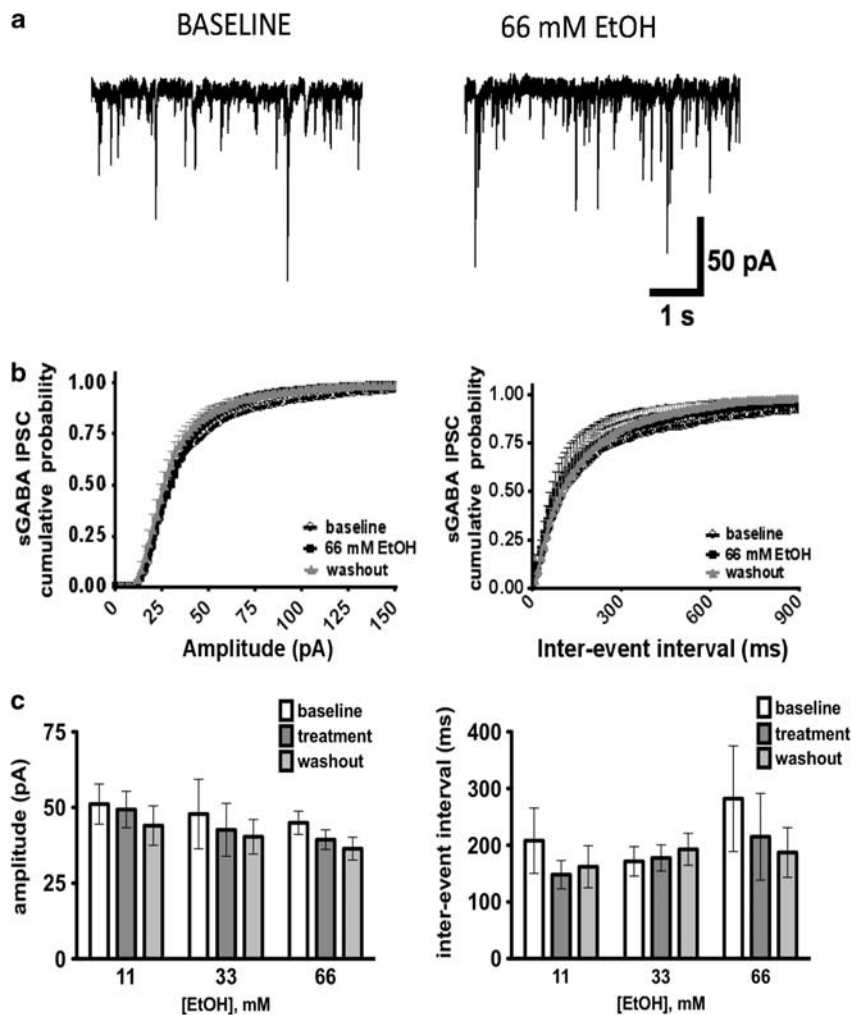 a
BASELINE
66 mM EtOH
50 pA
1 s
b
sGABA IPSC
cumulative probability
1.00
0.75
0.50
0.25
0.00
0
25
50
75
100
125
150
baseline
66 mM EtOH
washout
Amplitude (pA)
sGABA IPSC
cumulative probability
1.00
0.75
0.50
0.25
0.00
0
300
600
900
baseline
66 mM EtOH
washout
Inter-event interval (ms)
c
amplitude (pA)
75
50
25
0
baseline
treatment
washout
11
33
66
[EtOH], mM
inter-event interval (ms)
400
300
200
100
0
baseline
treatment
washout
11
33
66
[EtOH], mM